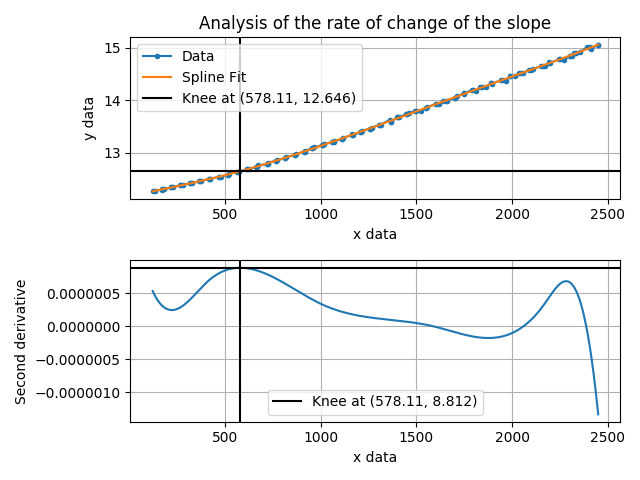 Analysis of the rate of change of the slope
Data
Spline Fit
Knee at (578.11, 12.646)
15
14
13
y data
500
1000
1500
2000
2500
x data
0.0000005
0.0000000
−0.0000005
−0.0000010
Second derivative
Knee at (578.11, 8.812)
500
1000
1500
2000
2500
x data